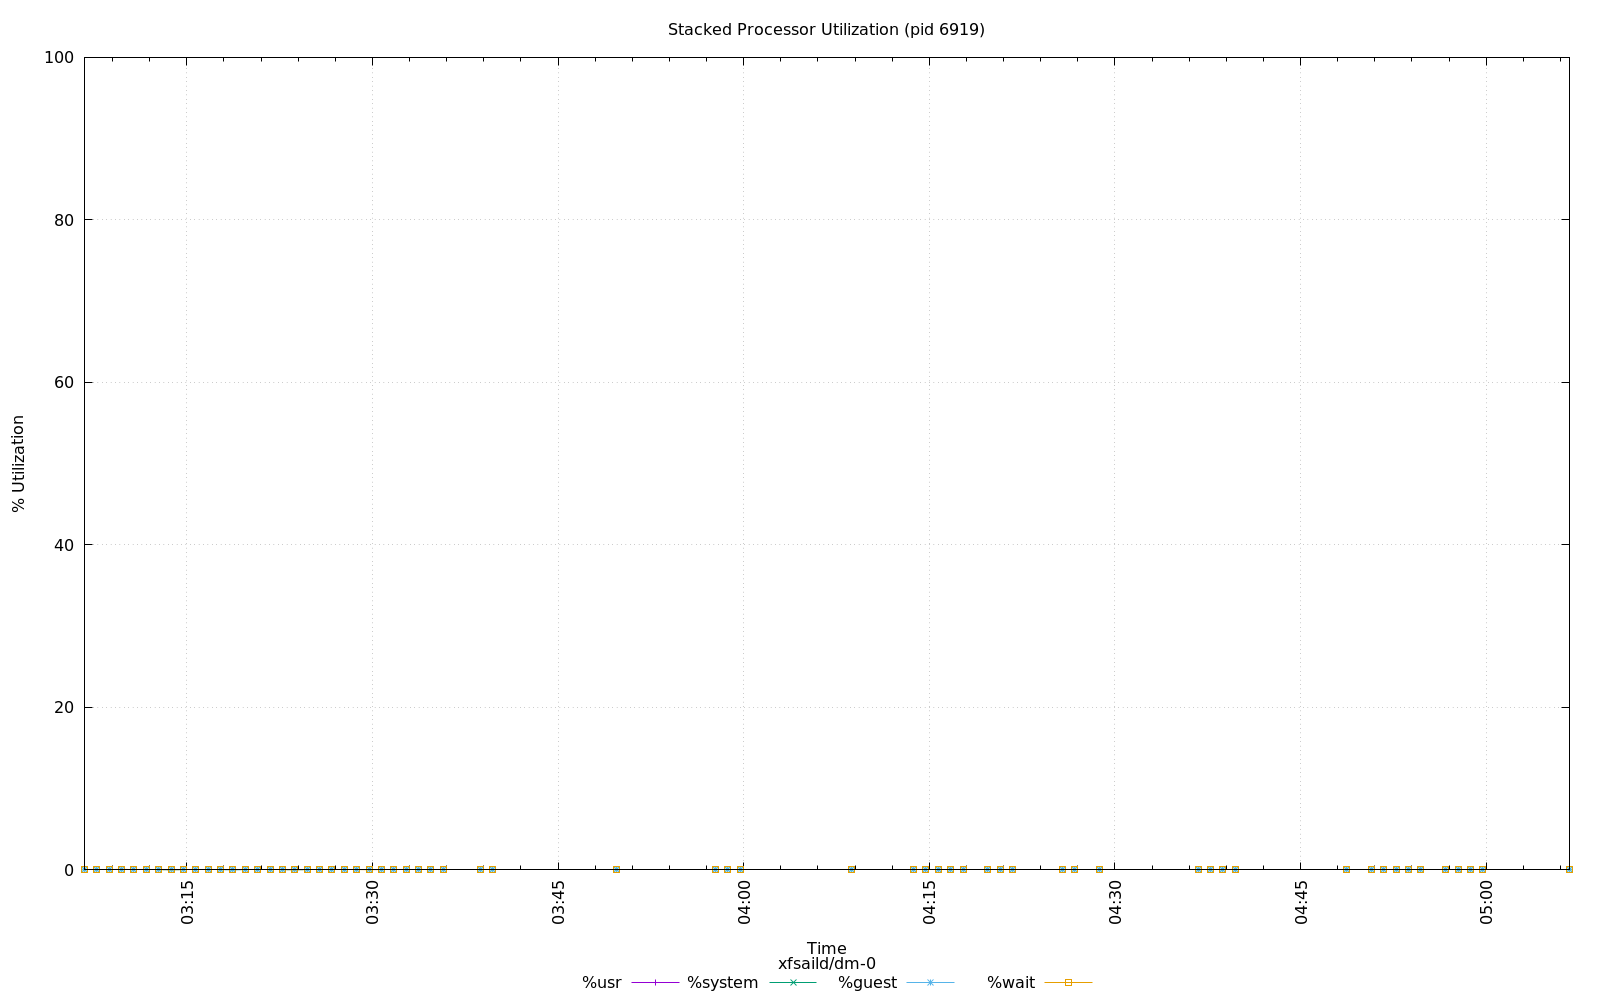 Stacked Processor Utilization (pid 6919)
100
80
60
40
20
0
% Utilization
03:15 03:30 03:45 04:00 04:15 04:30 04:45 05:00
Time
xfsaild/dm-0
%usr %system %guest %wait